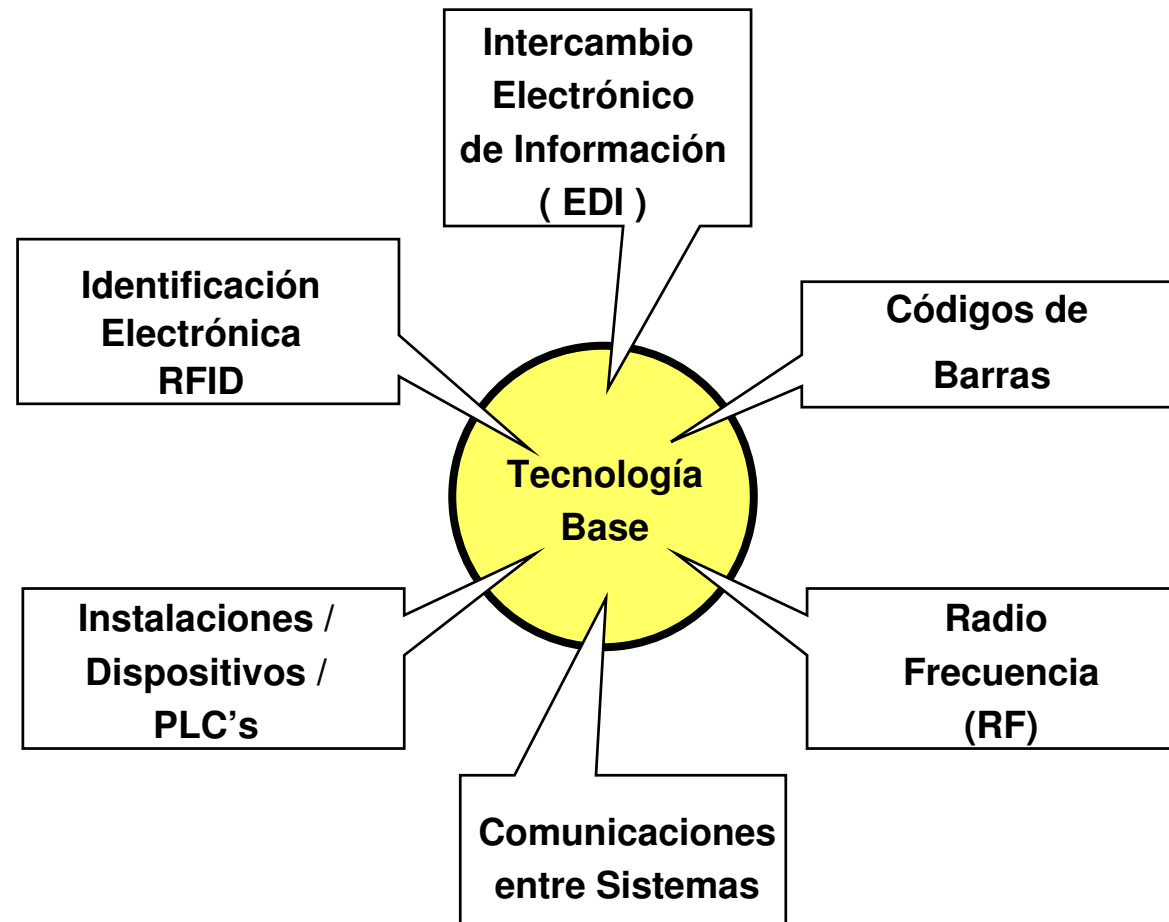 Intercambio
Electrónico
de Información
( EDI )
Identificación
Electrónica
RFID
Códigos de
Barras
Tecnología
Base
Instalaciones /
Dispositivos /
PLC’s
Radio
Frecuencia
(RF)
Comunicaciones
entre Sistemas